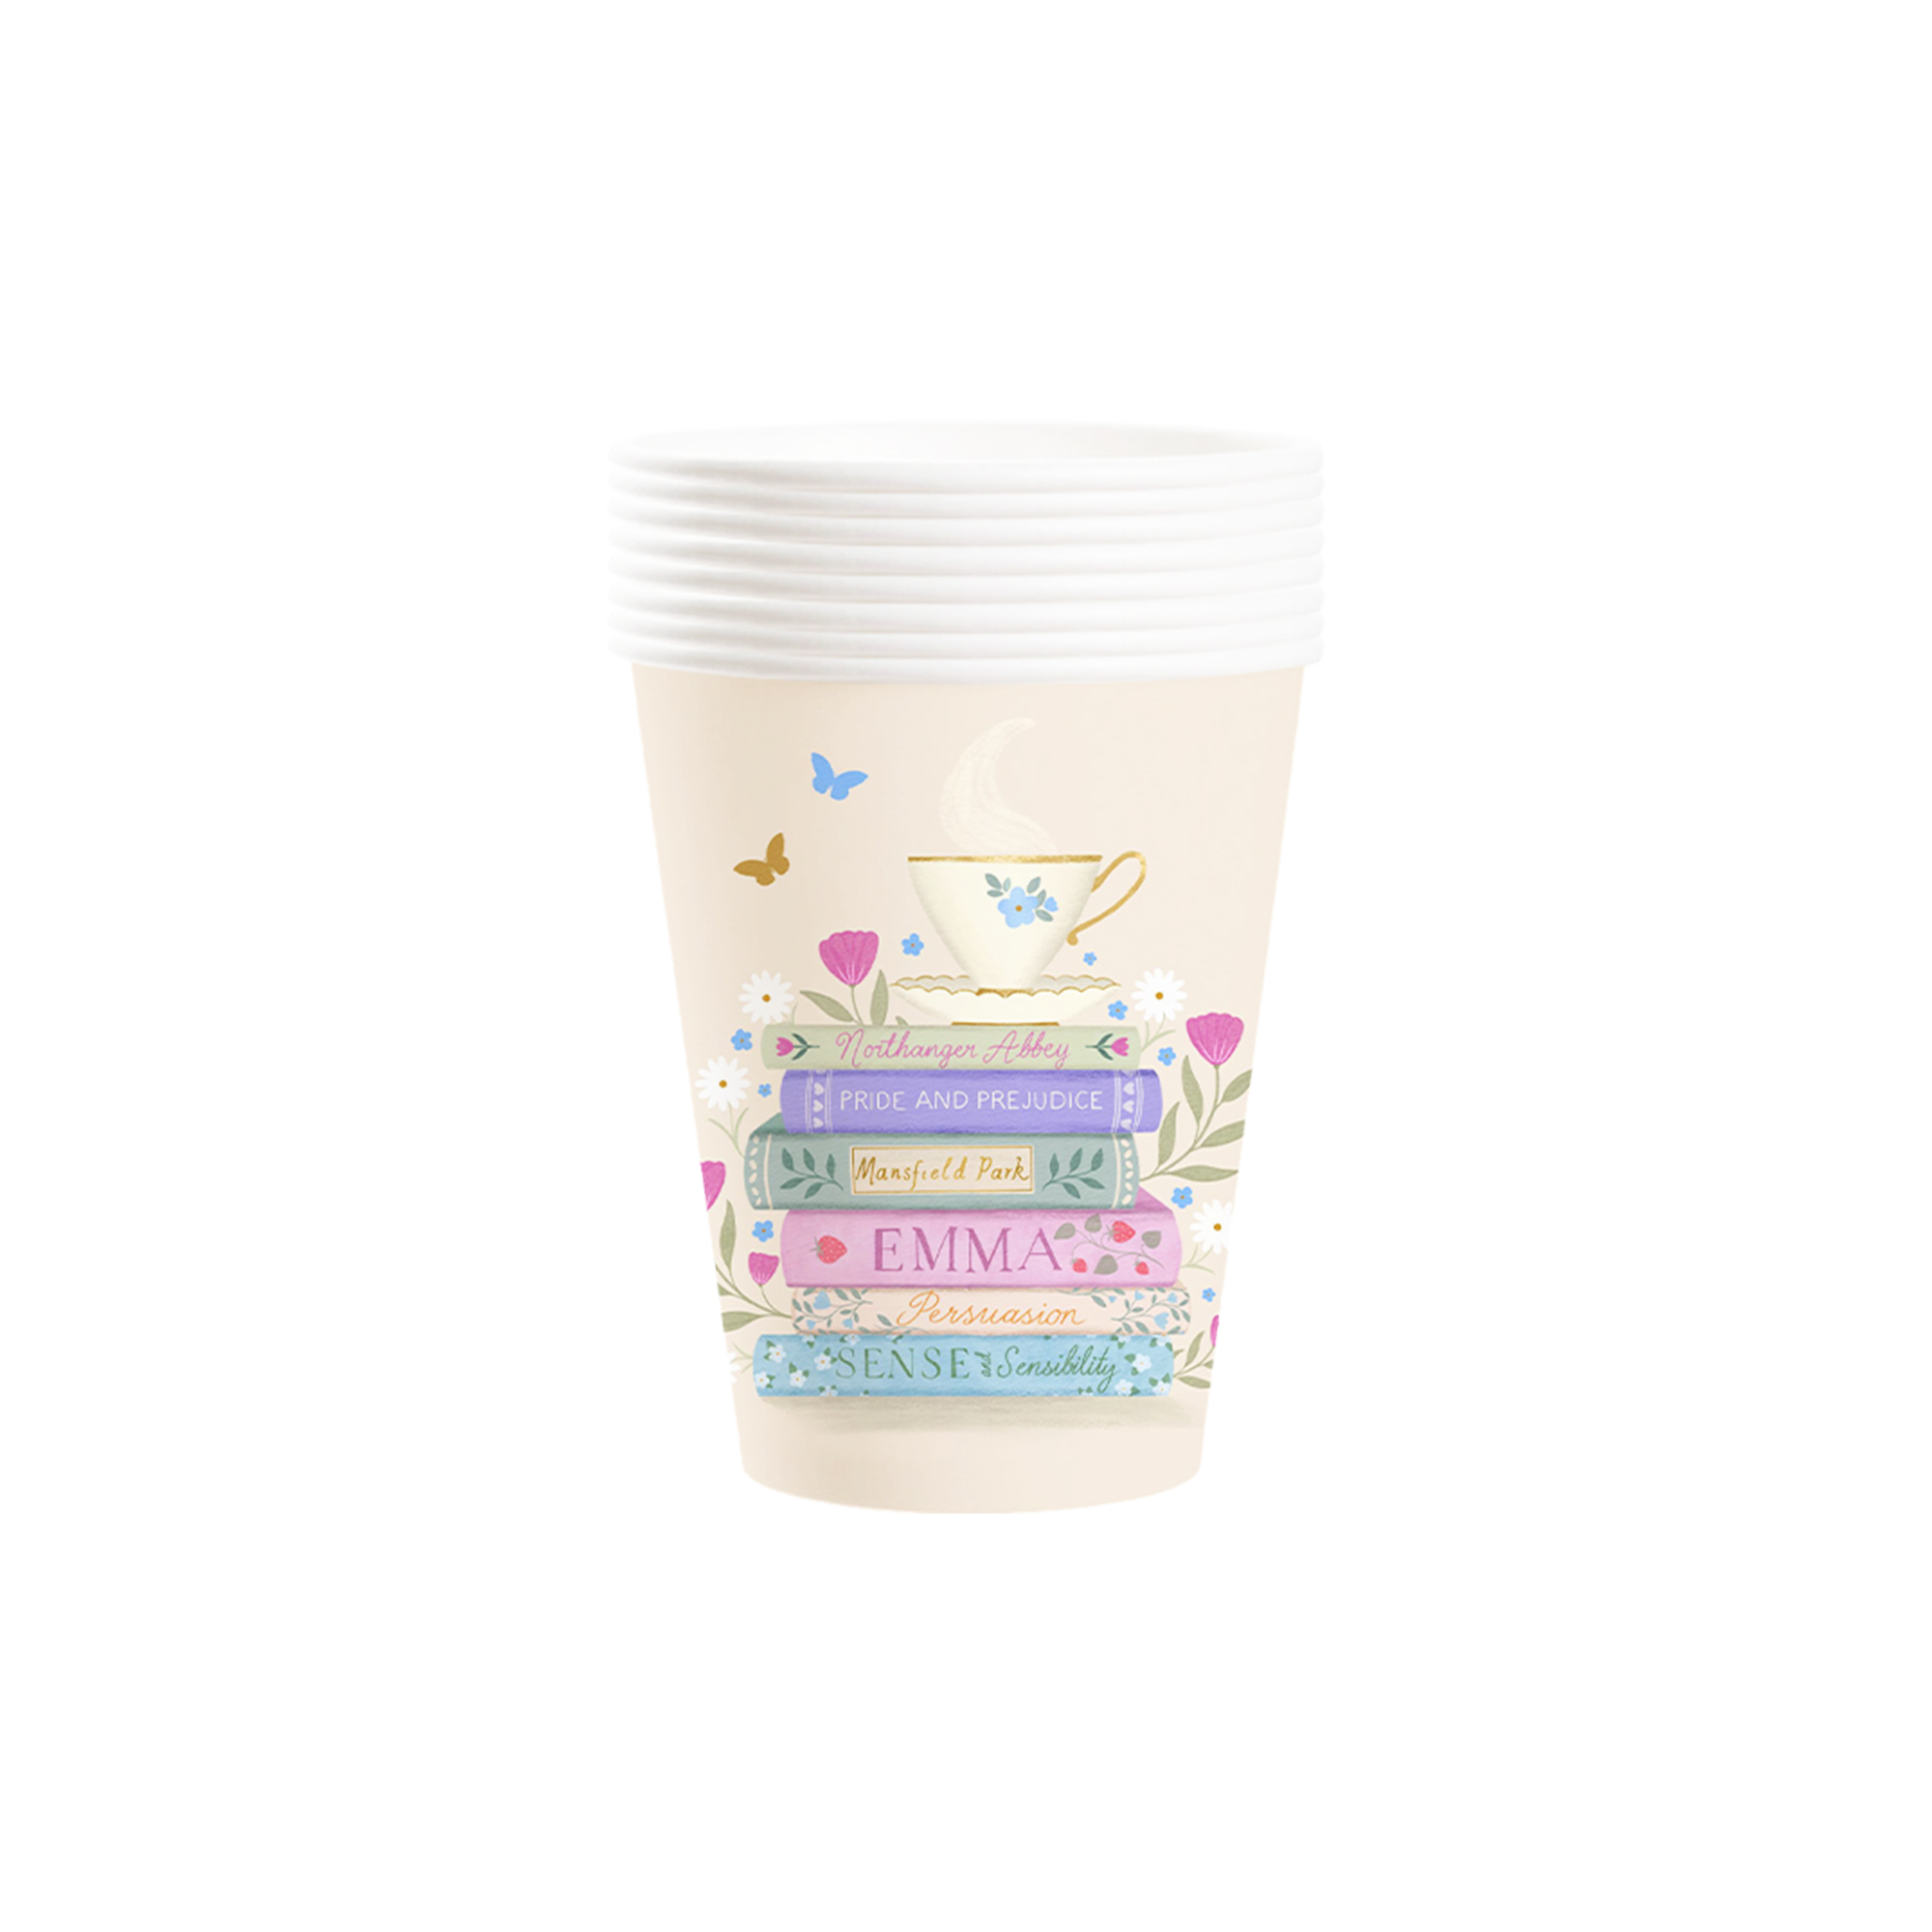 Northanger Abbey
PRIDE AND PREJUDICE
Mansfield Park
EMMA
Persuasion
SENSE and Sensibility